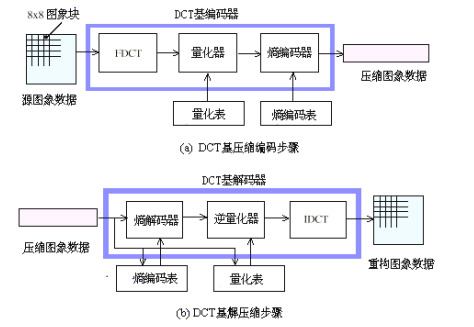 8x8 图象块
DCT基编码器
FDCT
量化器
熵编码器
源图象数据
压缩图象数据
量化表
熵编码表
(a) DCT基压缩编码步骤
DCT基解码器
熵解码器
逆量化器
IDCT
压缩图象数据
重构图象数据
熵编码表
量化表
(b) DCT基解压缩步骤